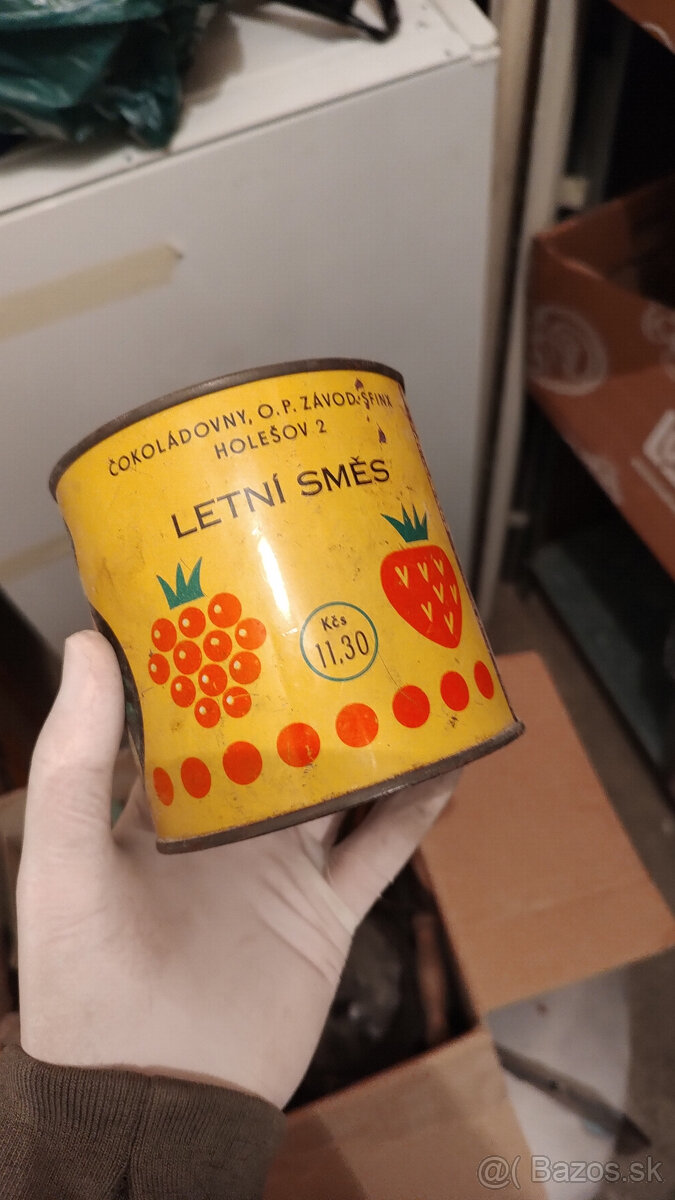 ČOKOLÁDOVNY, O.P. ZÁVOD-SFINX
HOLEŠOV 2
LETNÍ SMĚS
Kčs
11.30
@( Bazos.sk